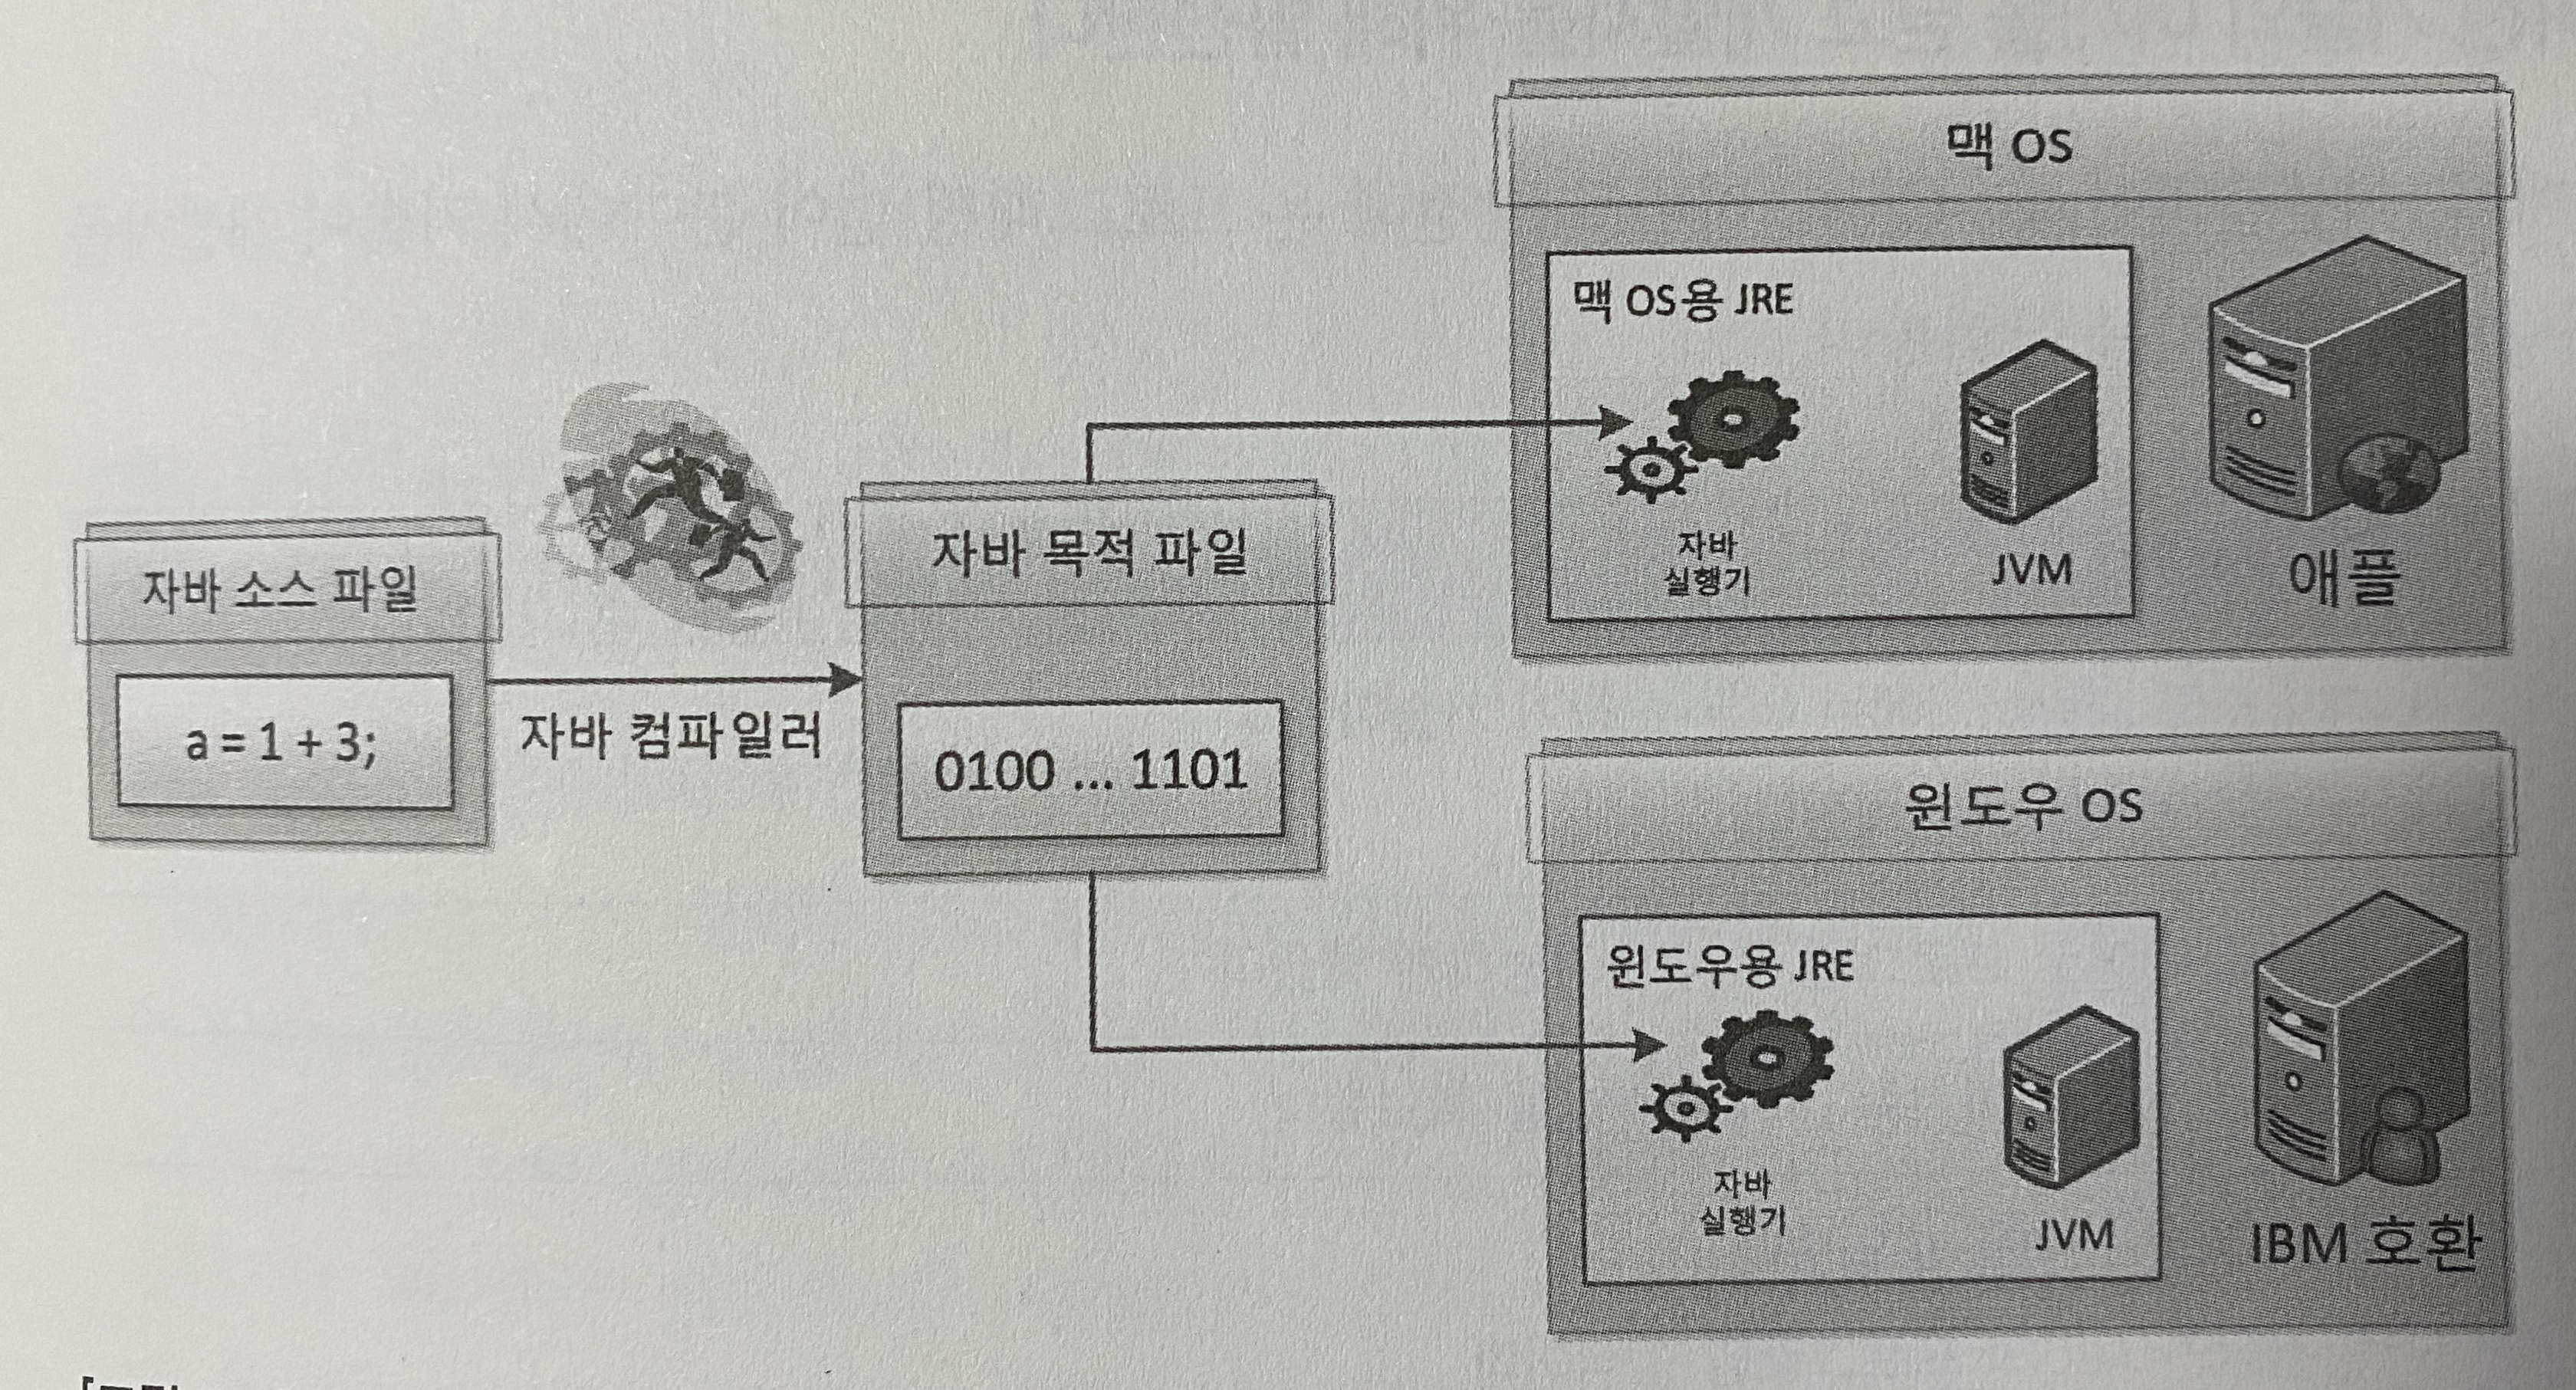 자바 소스 파일
a = 1 + 3;
자바 컴파일러
자바 목적 파일
0100 ... 1101
맥 OS
맥 OS용 JRE
자바
실행기
JVM
애플
윈도우 OS
윈도우용 JRE
자바
실행기
JVM
IBM 호환